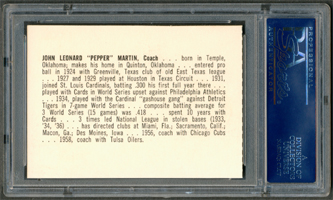 JOHN LEONARD "PEPPER" MARTIN, Coach . . . born in Temple,
Oklahoma; makes his home in Quinton, Oklahoma . . . entered pro
ball in 1924 with Greenville, Texas club of old East Texas league
. . . 1927 and 1929 played at Houston in Texas Circuit . . . 1931,
joined St. Louis Cardinals, batting .300 his first full year there . . .
played with Cards in World Series upset against Philadelphia Athletics
. . . 1934, played with the Cardinal "gashouse gang" against Detroit
Tigers in 7-game World Series . . . composite batting average for
3 World Series (15 games) was .418 . . . spent 10 years with
Cards . . . 3 times led National League in stolen bases (1933,
'34, '36) . . . has directed clubs at Miami, Fla.; Sacramento, Calif.;
Macon, Ga.; Des Moines, Iowa . . . 1956, coach with Chicago Cubs
. . . 1958, coach with Tulsa Oilers.
PSA